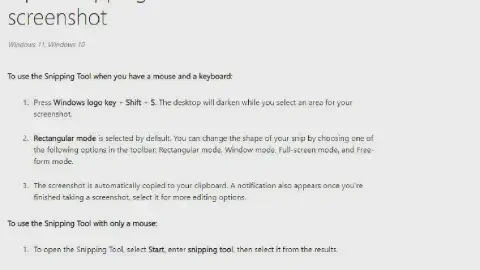 screenshot
Windows 11, Windows 10
To use the Snipping Tool when you have a mouse and a keyboard:
1. Press Windows logo key + Shift + S. The desktop will darken while you select an area for your
screenshot.
2. Rectangular mode is selected by default. You can change the shape of your snip by choosing one of
the following options in the toolbar: Rectangular mode, Window mode, Full-screen mode, and Free-
form mode.
3. The screenshot is automatically copied to your clipboard. A notification also appears once you're
finished taking a screenshot, select it for more editing options.
To use the Snipping Tool with only a mouse:
1. To open the Snipping Tool, select Start, enter snipping tool, then select it from the results.